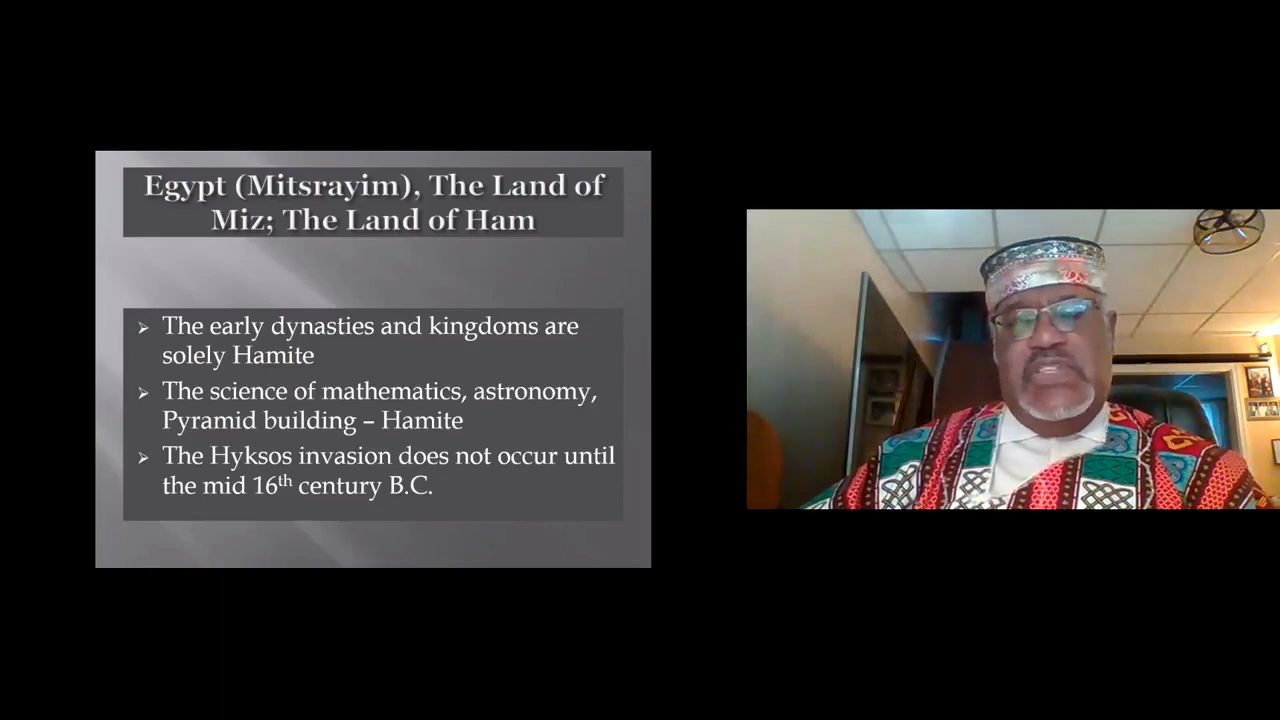 Egypt (Mitsrayim), The Land of
Miz; The Land of Ham
➢ The early dynasties and kingdoms are
solely Hamite
➢ The science of mathematics, astronomy,
Pyramid building – Hamite
➢ The Hyksos invasion does not occur until
the mid 16th century B.C.